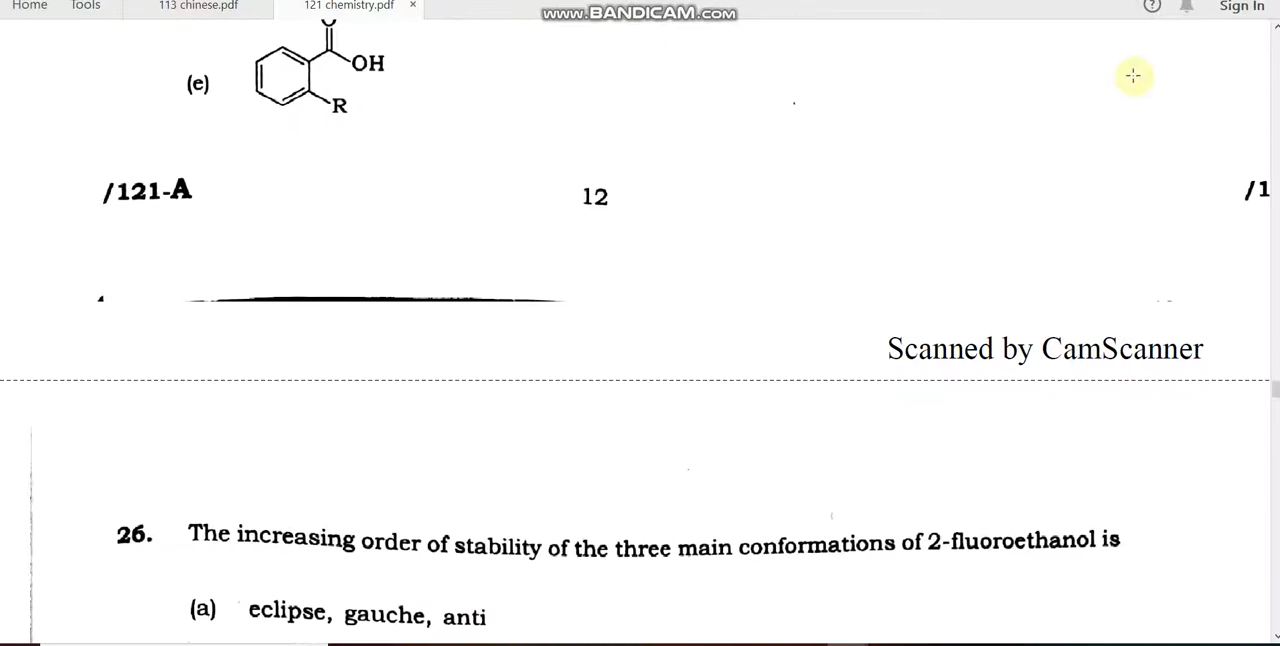 Home Tools 113 chinese.pdf 121 chemistry.pdf × www.BANDICAM.com ? Sign In
(e)
OH
R
/121-A 12 /1
Scanned by CamScanner
26. The increasing order of stability of the three main conformations of 2-fluoroethanol is
(a) eclipse, gauche, anti